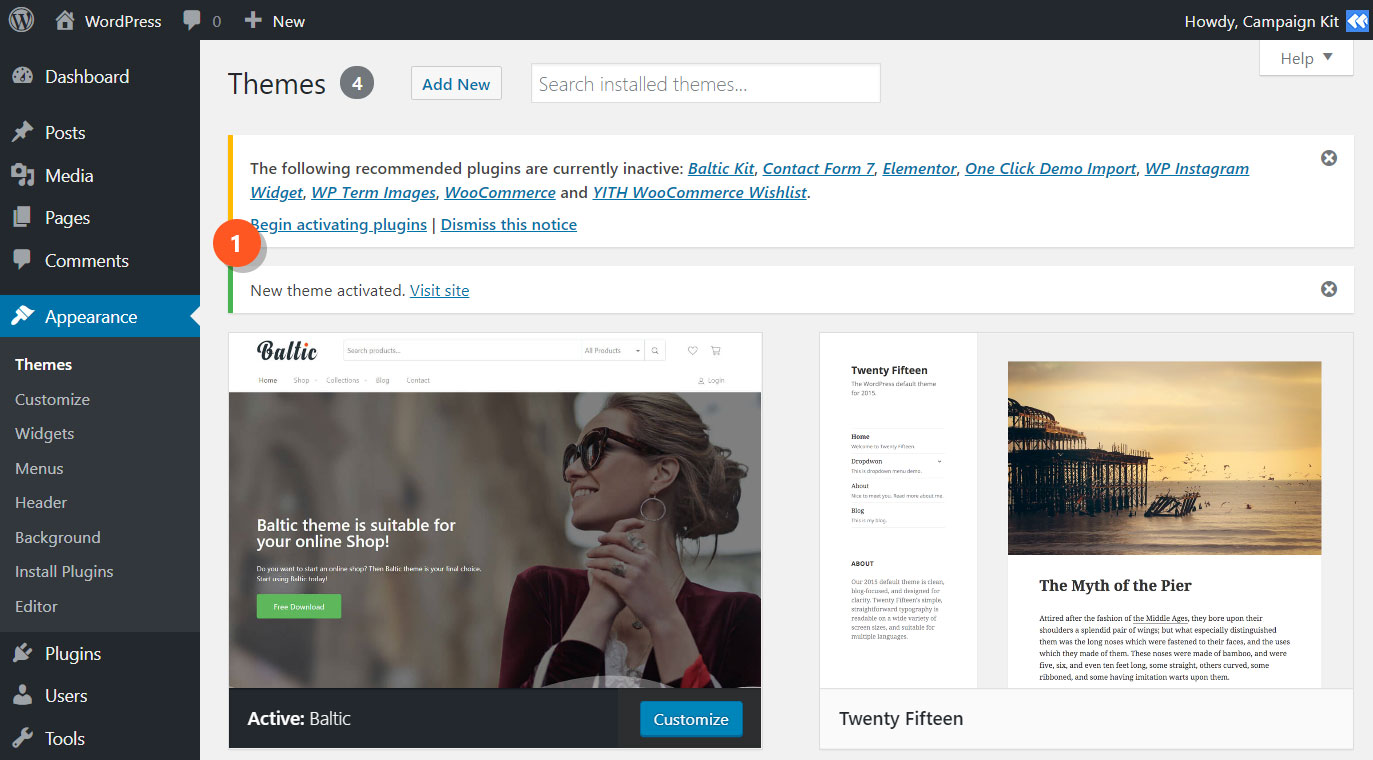 WordPress 0 New Howdy, Campaign Kit
Dashboard
Posts
Media
Pages
Comments
Appearance
Themes
Customize
Widgets
Menus
Header
Background
Install Plugins
Editor
Plugins
Users
Tools
Help
Themes 4 Add New Search installed themes...
The following recommended plugins are currently inactive: Baltic Kit, Contact Form 7, Elementor, One Click Demo Import, WP Instagram
Widget, WP Term Images, WooCommerce and YITH WooCommerce Wishlist.
Begin activating plugins | Dismiss this notice
1
New theme activated. Visit site
Baltic Search products... All Products
Home Shop Collections Blog Contact Login
Baltic theme is suitable for
your online Shop!
Do you want to start an online shop? Then Baltic theme is your final choice.
Start using Baltic today!
Free Download
Active: Baltic Customize
Twenty Fifteen
The WordPress default theme
for 2015.
Home
Welcome to Twenty Fifteen.
Dropdwon
This is dropdown menu demo.
About
Nice to meet you. Read more about me.
Blog
This is my blog.
ABOUT
Our 2015 default theme is clean,
blog-focused, and designed for
clarity. Twenty Fifteen's simple,
straightforward typography is
readable on a wide variety of
screen sizes, and suitable for
multiple languages.
The Myth of the Pier
Attired after the fashion of the Middle Ages, they bore upon their
shoulders a splendid pair of wings; but what especially distinguished
them was the long noses which were fastened to their faces, and the uses
which they made of them. These noses were made of bamboo, and were
five, six, and even ten feet long, some straight, others curved, some
ribboned, and some having imitation warts upon them.
Twenty Fifteen